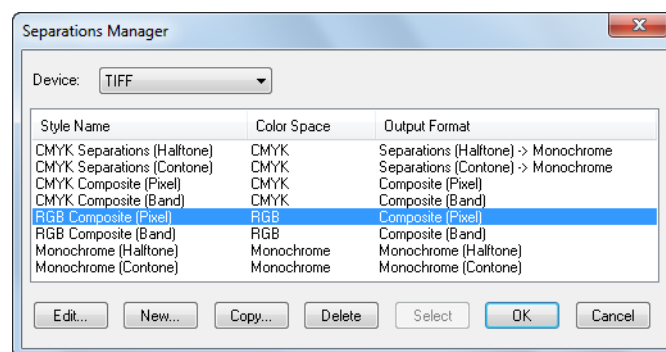 Separations Manager
Device: TIFF
Style Name Color Space Output Format
CMYK Separations (Halftone) CMYK Separations (Halftone) -> Monochrome
CMYK Separations (Contone) CMYK Separations (Contone) -> Monochrome
CMYK Composite (Pixel) CMYK Composite (Pixel)
CMYK Composite (Band) CMYK Composite (Band)
RGB Composite (Pixel) RGB Composite (Pixel)
RGB Composite (Band) RGB Composite (Band)
Monochrome (Halftone) Monochrome Monochrome (Halftone)
Monochrome (Contone) Monochrome Monochrome (Contone)
Edit... New... Copy... Delete Select OK Cancel